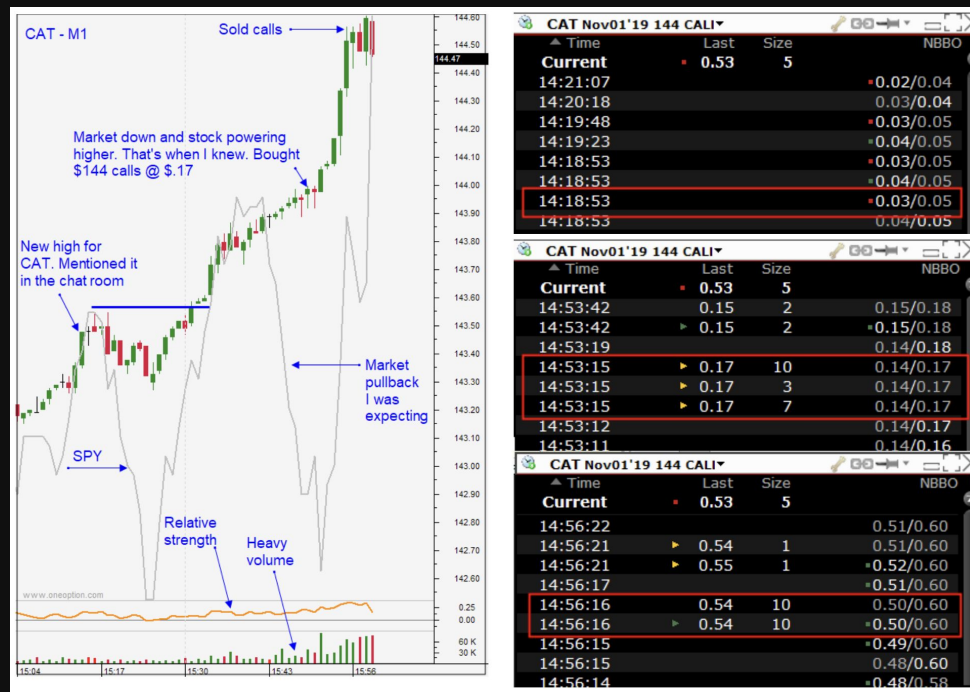 CAT - M1
Sold calls
Market down and stock powering
higher. That's when I knew. Bought
$144 calls @ $.17
New high for
CAT. Mentioned it
in the chat room
Market
pullback
I was
expecting
SPY
Relative
strength
Heavy
volume
www.oneoption.com
144.60
144.50
144.47
144.40
144.30
144.20
144.10
144.00
143.90
143.80
143.70
143.60
143.50
143.40
143.30
143.20
143.10
143.00
142.90
142.80
142.70
142.60
0.25
0.00
60 K
30 K
15:04 15:17 15:30 15:43 15:56
CAT Nov01'19 144 CALL
Time Last Size NBBO
Current 0.53 5
14:21:07 0.02/0.04
14:20:18 0.03/0.04
14:19:48 0.03/0.05
14:19:23 0.04/0.05
14:18:53 0.03/0.05
14:18:53 0.04/0.05
14:18:53 0.03/0.05
14:18:53 0.04/0.05
CAT Nov01'19 144 CALL
Time Last Size NBBO
Current 0.53 5
14:53:42 0.15 2 0.15/0.18
14:53:42 0.15 2 0.15/0.18
14:53:19 0.14/0.18
14:53:15 0.17 10 0.14/0.17
14:53:15 0.17 3 0.14/0.17
14:53:15 0.17 7 0.14/0.17
14:53:12 0.14/0.17
14:53:11 0.14/0.16
CAT Nov01'19 144 CALL
Time Last Size NBBO
Current 0.53 5
14:56:22 0.51/0.60
14:56:21 0.54 1 0.51/0.60
14:56:21 0.55 1 0.52/0.60
14:56:17 0.51/0.60
14:56:16 0.54 10 0.50/0.60
14:56:16 0.54 10 0.50/0.60
14:56:15 0.49/0.60
14:56:15 0.48/0.60
14:56:14 0.48/0.58